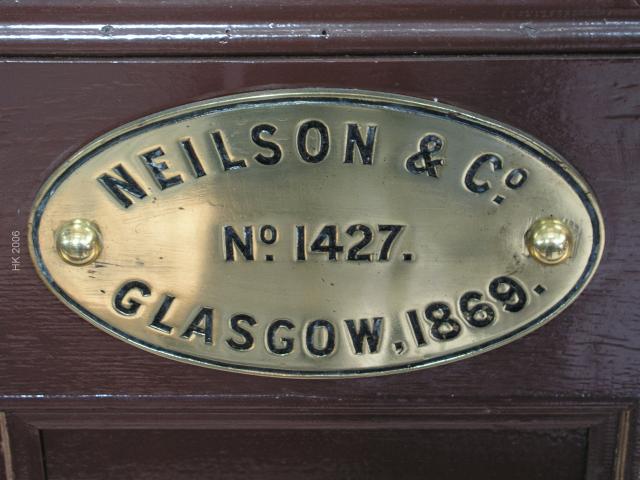 NEILSON & Cº.
Nº. 1427.
GLASGOW, 1869.
HK 2006